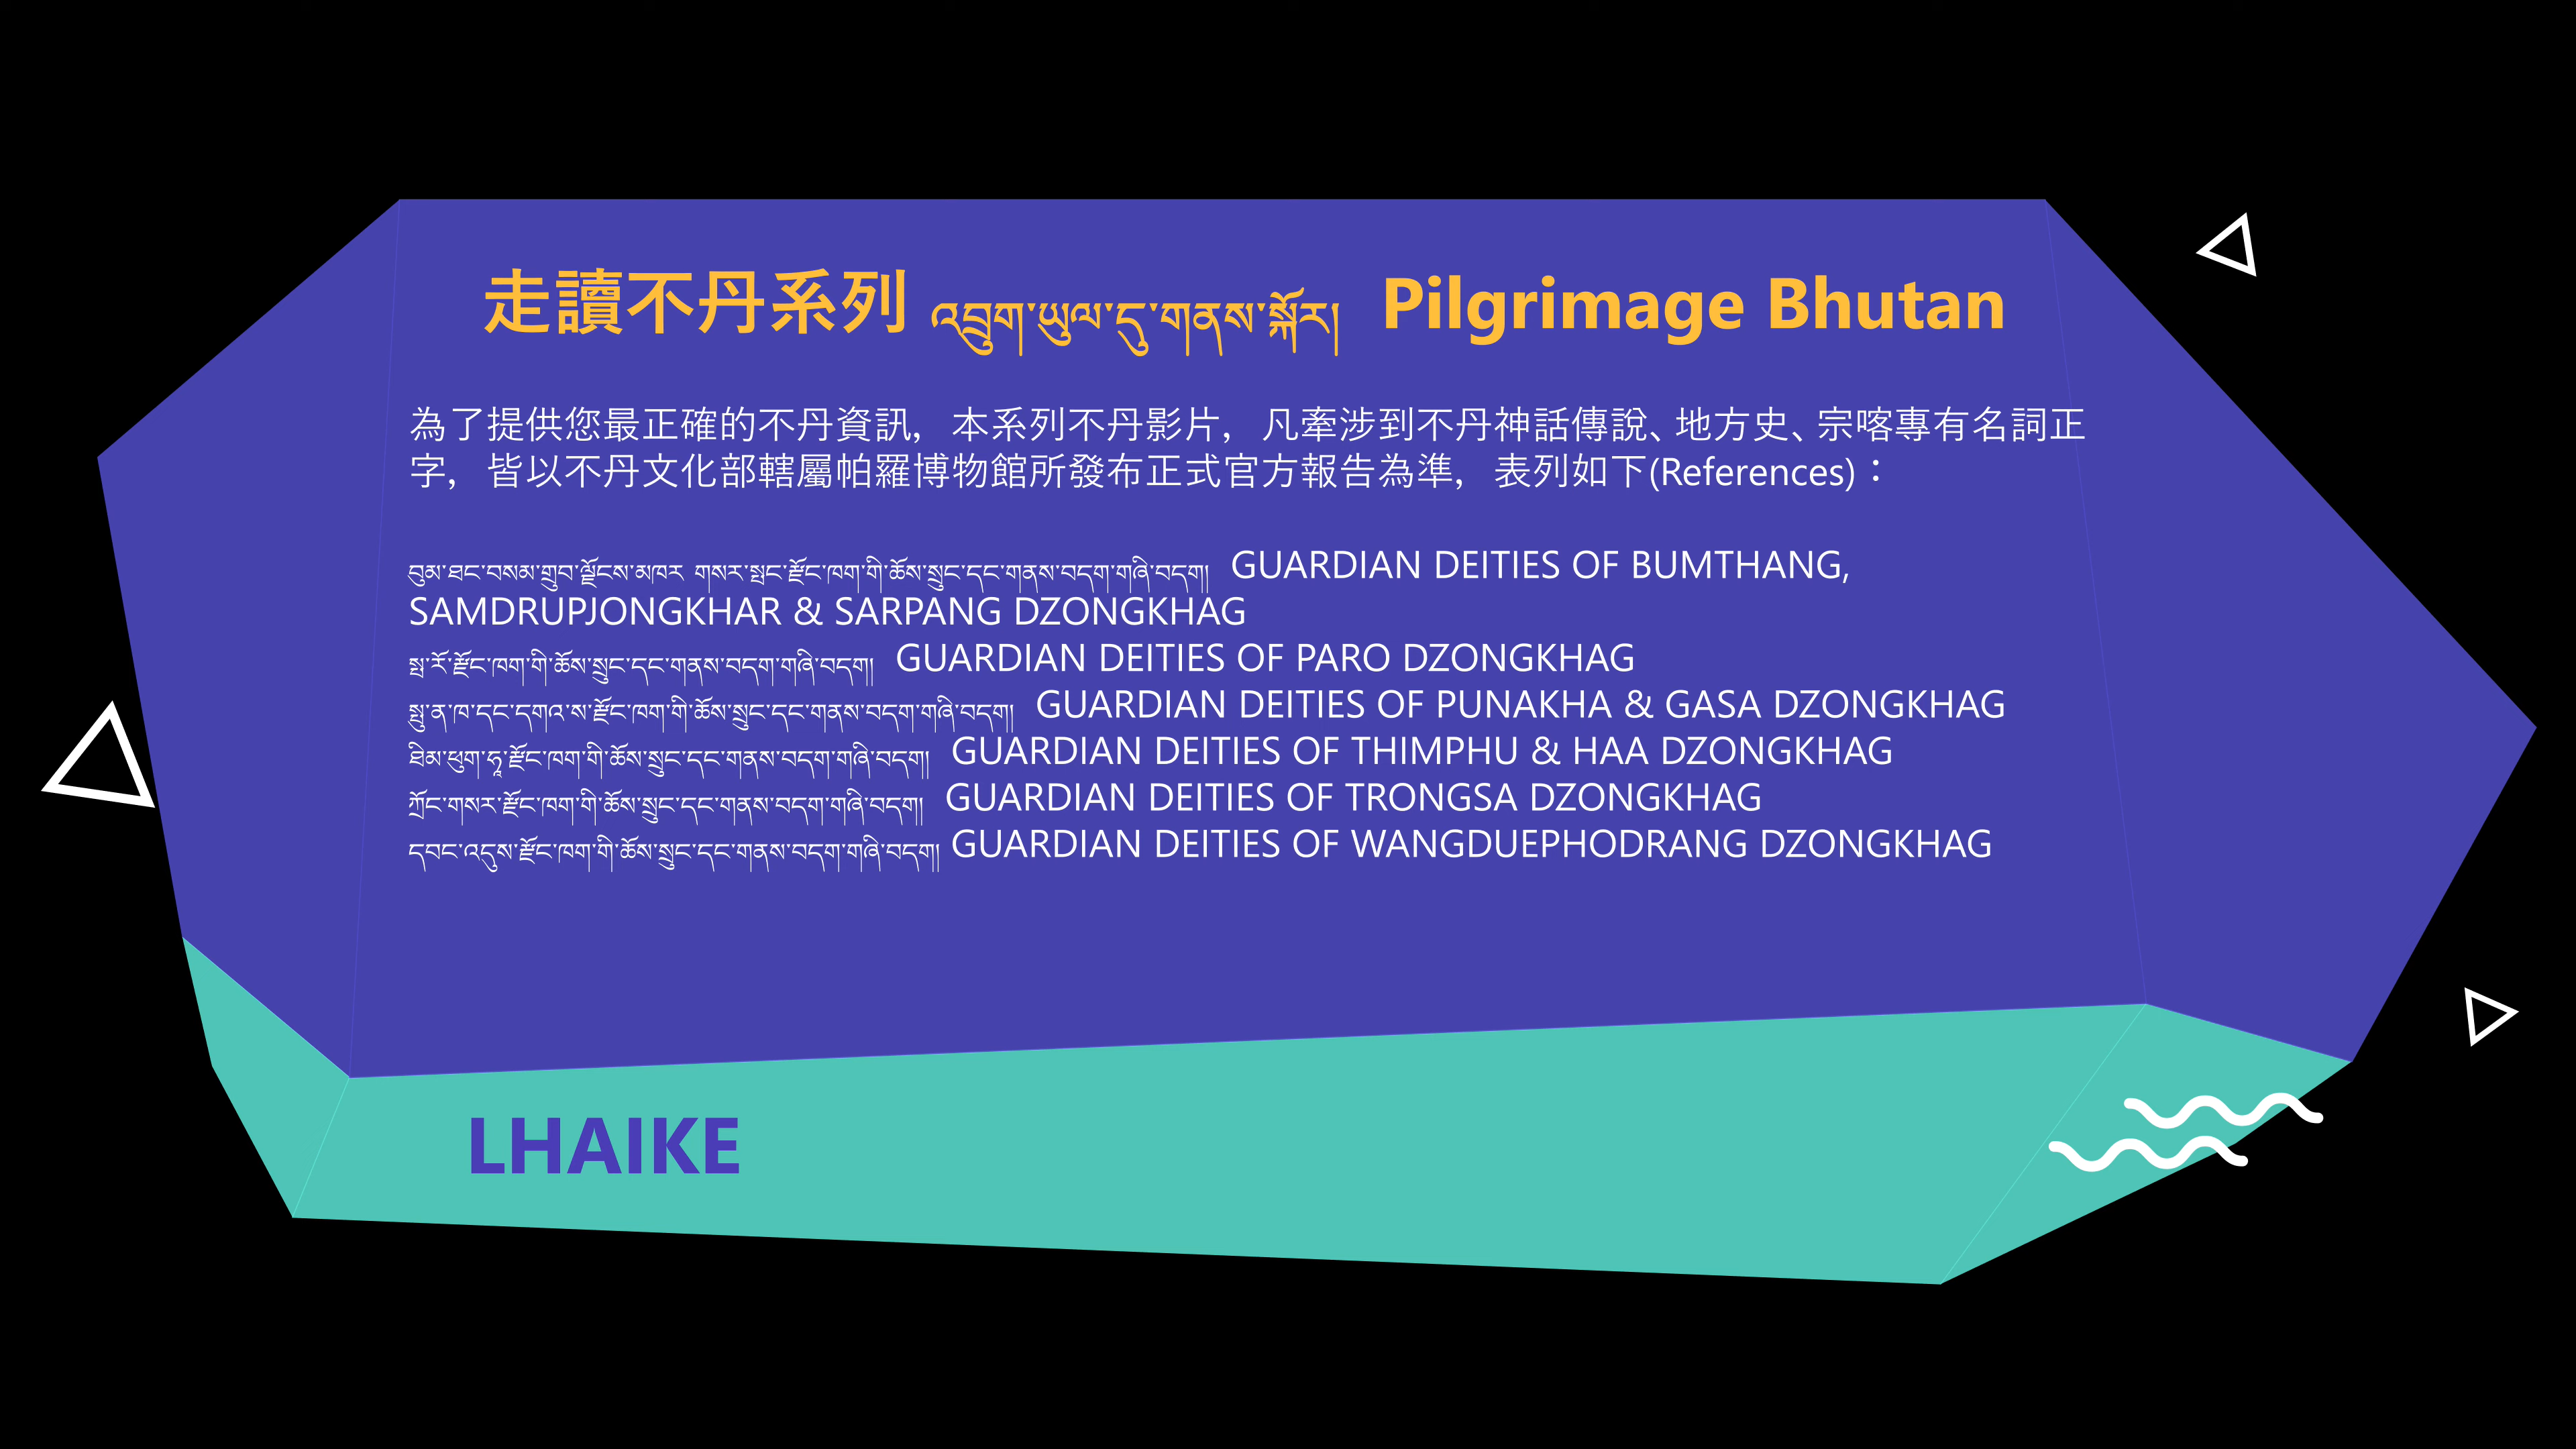 走讀不丹系列 འབྲུག་ཡུལ་དུ་གནས་སྐོར། Pilgrimage Bhutan
為了提供您最正確的不丹資訊，本系列不丹影片，凡牽涉到不丹神話傳說、地方史、宗喀專有名詞正
字，皆以不丹文化部轄屬帕羅博物館所發布正式官方報告為準，表列如下(References)：
བུམ་ཐང་བསམ་གྲུབ་ལྗོངས་མཁར གསར་སྤང་རྫོང་ཁག་གི་ཆོས་སྲུང་དང་གནས་བདག་གཞི་བདག། GUARDIAN DEITIES OF BUMTHANG,
SAMDRUPJONGKHAR & SARPANG DZONGKHAG
སྤ་རོ་རྫོང་ཁག་གི་ཆོས་སྲུང་དང་གནས་བདག་གཞི་བདག། GUARDIAN DEITIES OF PARO DZONGKHAG
སྤུ་ན་ཁ་དང་དགའ་ས་རྫོང་ཁག་གི་ཆོས་སྲུང་དང་གནས་བདག་གཞི་བདག། GUARDIAN DEITIES OF PUNAKHA & GASA DZONGKHAG
ཐིམ་ཕུག་ཧཱ་རྫོང་ཁག་གི་ཆོས་སྲུང་དང་གནས་བདག་གཞི་བདག། GUARDIAN DEITIES OF THIMPHU & HAA DZONGKHAG
ཀྲོང་གསར་རྫོང་ཁག་གི་ཆོས་སྲུང་དང་གནས་བདག་གཞི་བདག། GUARDIAN DEITIES OF TRONGSA DZONGKHAG
དབང་འདུས་རྫོང་ཁག་གི་ཆོས་སྲུང་དང་གནས་བདག་གཞི་བདག། GUARDIAN DEITIES OF WANGDUEPHODRANG DZONGKHAG
LHAIKE